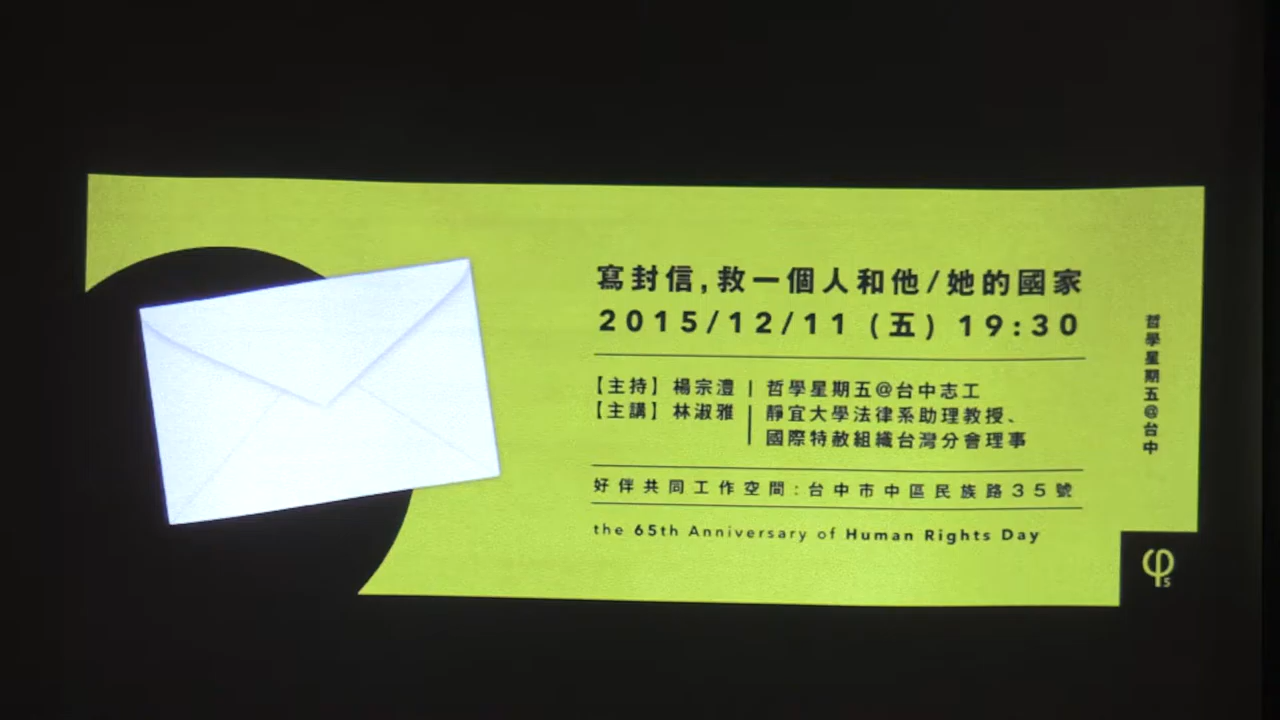 寫封信,救一個人和他/她的國家
2015/12/11 (五) 19:30
【主持】楊宗澧｜哲學星期五@台中志工
【主講】林淑雅｜靜宜大學法律系助理教授、
國際特赦組織台灣分會理事
好伴共同工作空間:台中市中區民族路35號
the 65th Anniversary of Human Rights Day
哲學星期五@台中
φ5